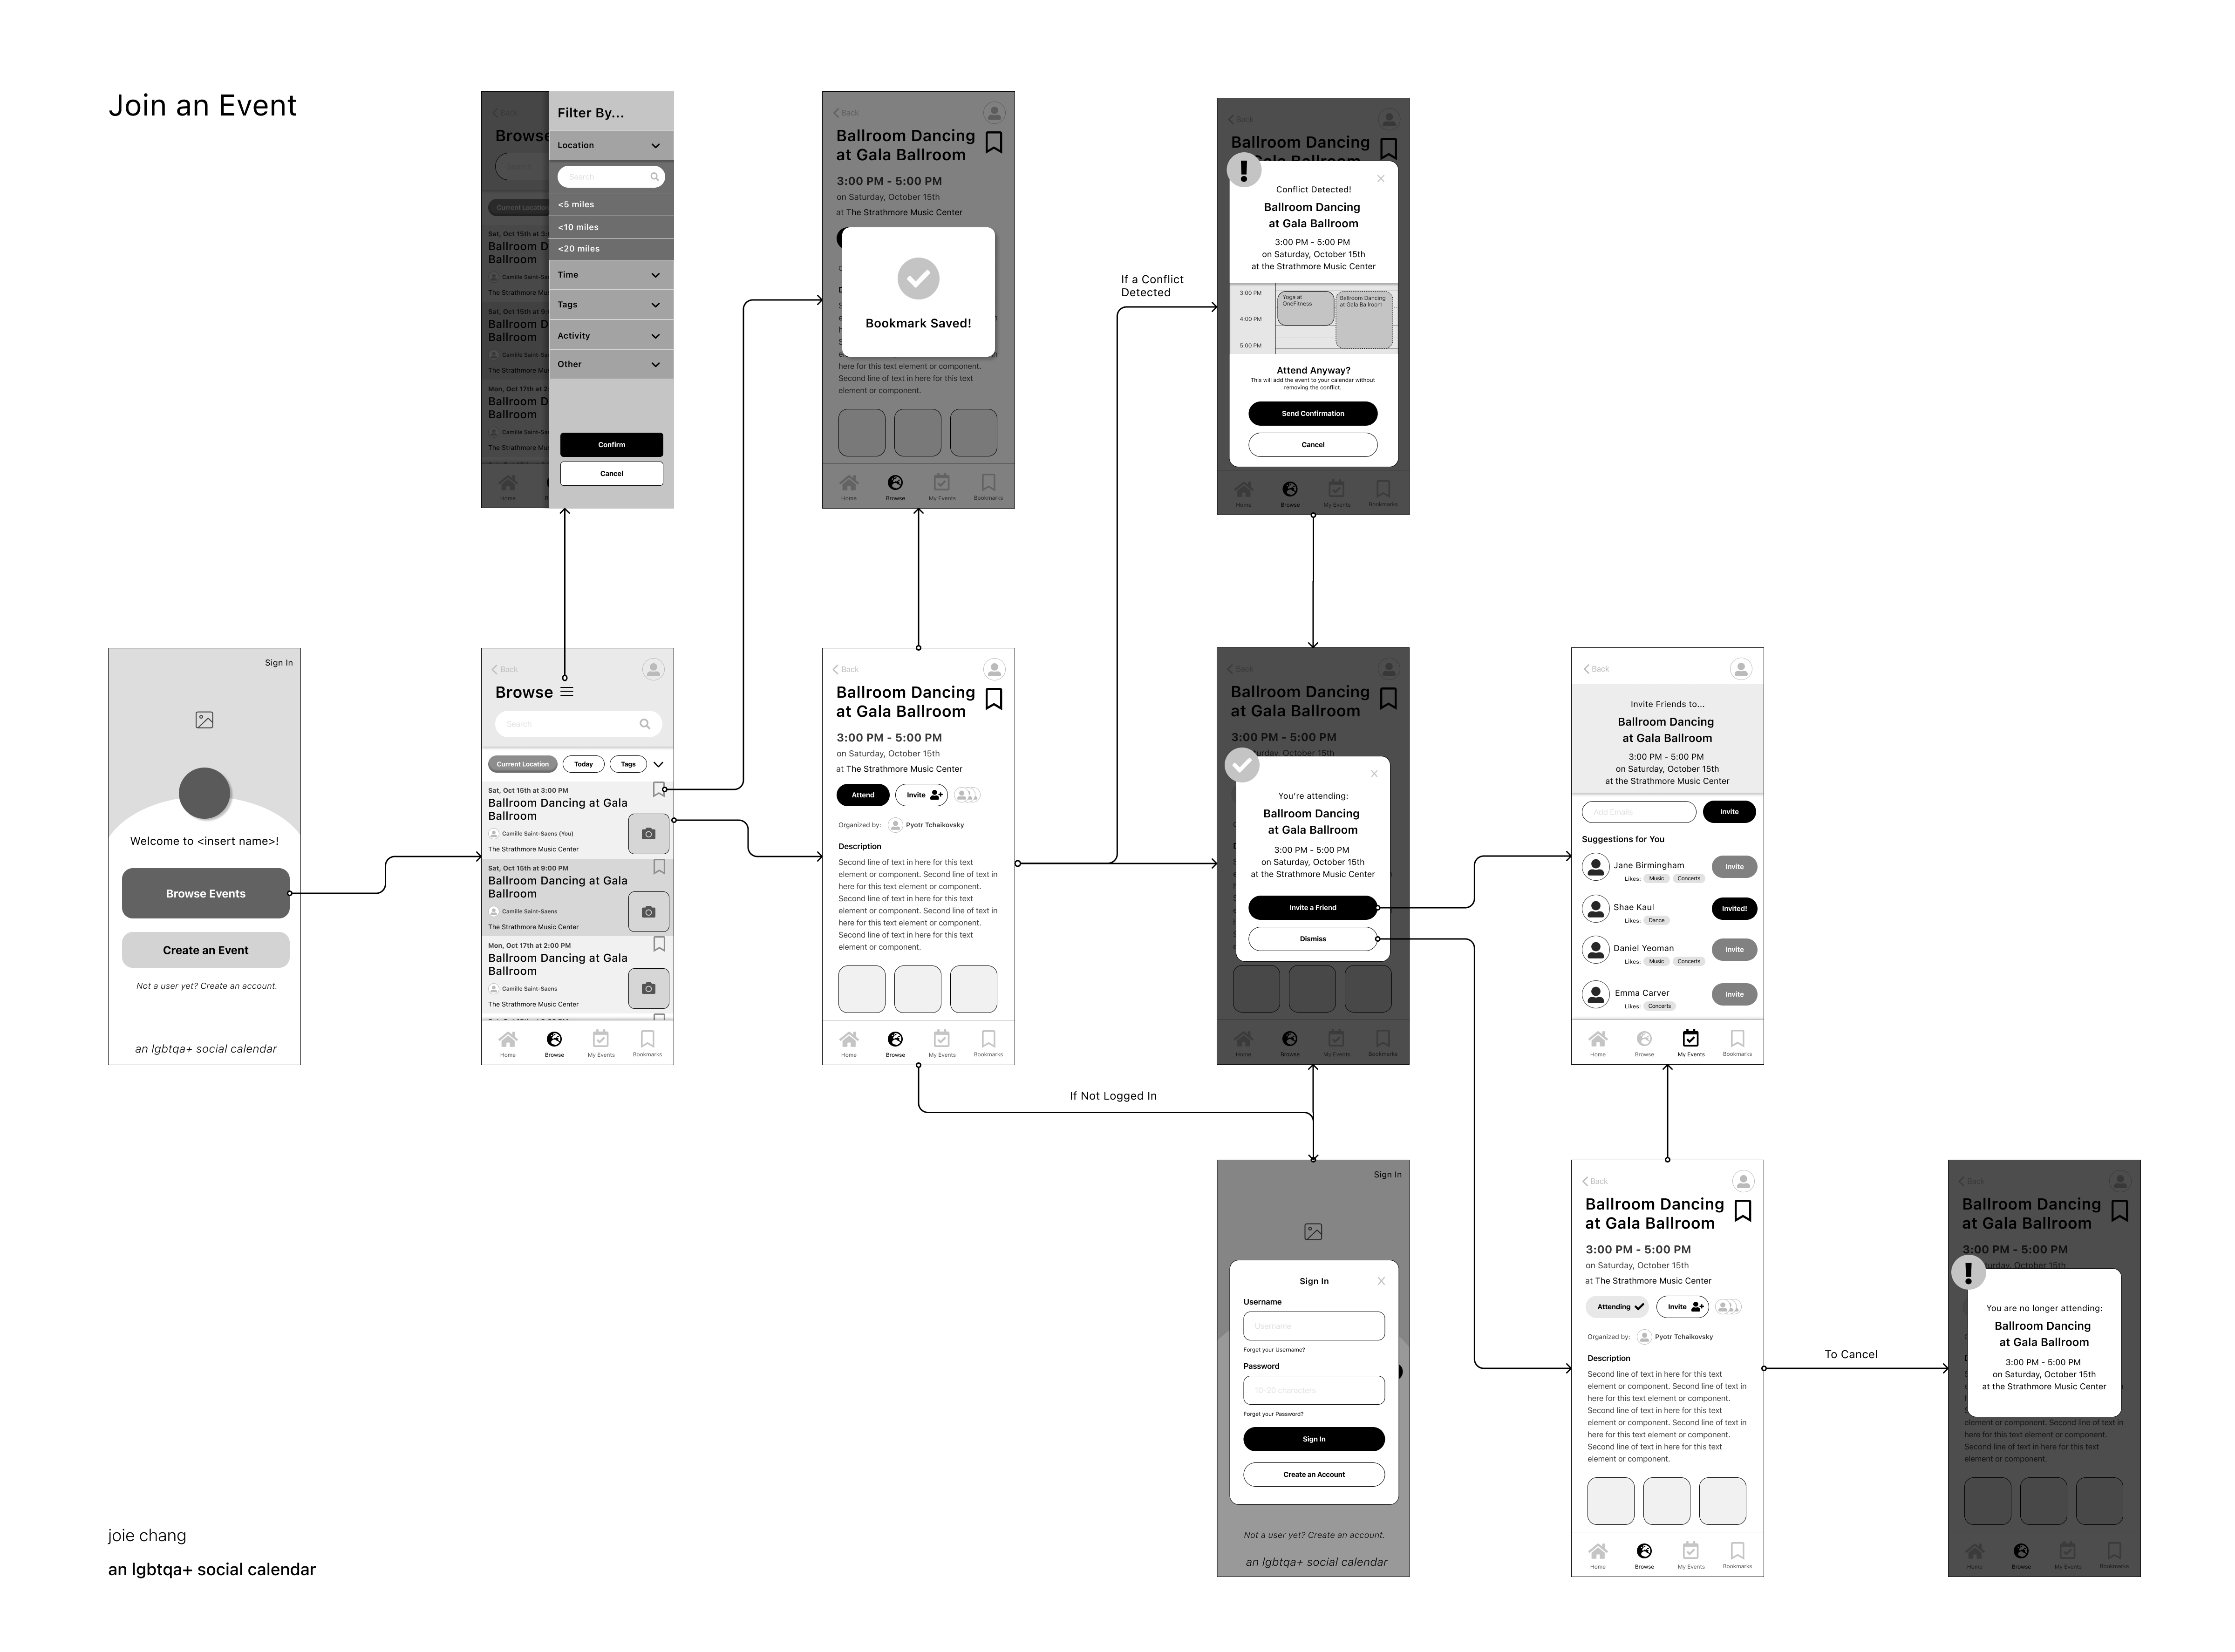 Join an Event
Back
Browse
Search
Current Location
Sat, Oct 15th at 3:
Ballroom D
Ballroom
Camille Saint-Sa
The Strathmore Mu
Sat, Oct 15th at 9:
Ballroom D
Ballroom
Camille Saint-Sa
The Strathmore Mu
Mon, Oct 17th at 2:
Ballroom D
Ballroom
Camille Saint-Sa
The Strathmore Mu
Home
Filter By...
Location
Search
<5 miles
<10 miles
<20 miles
Time
Tags
Activity
Other
Confirm
Cancel
Back
Ballroom Dancing
at Gala Ballroom
3:00 PM - 5:00 PM
on Saturday, October 15th
at The Strathmore Music Center
Bookmark Saved!
here for this text element or component.
Second line of text in here for this text
element or component.
Home Browse My Events Bookmarks
If a Conflict
Detected
Back
Ballroom Dancing
Gala Ballroom
Conflict Detected!
Ballroom Dancing
at Gala Ballroom
3:00 PM - 5:00 PM
on Saturday, October 15th
at the Strathmore Music Center
3:00 PM
4:00 PM
5:00 PM
Yoga at
OneFitness
Ballroom Dancing
at Gala Ballroom
Attend Anyway?
This will add the event to your calendar without
removing the conflict.
Send Confirmation
Cancel
Home Browse My Events Bookmarks
Sign In
Welcome to <insert name>!
Browse Events
Create an Event
Not a user yet? Create an account.
an lgbtqa+ social calendar
Back
Browse
Search
Current Location Today Tags
Sat, Oct 15th at 3:00 PM
Ballroom Dancing at Gala
Ballroom
Camille Saint-Saens (You)
The Strathmore Music Center
Sat, Oct 15th at 9:00 PM
Ballroom Dancing at Gala
Ballroom
Camille Saint-Saens
The Strathmore Music Center
Mon, Oct 17th at 2:00 PM
Ballroom Dancing at Gala
Ballroom
Camille Saint-Saens
The Strathmore Music Center
Home Browse My Events Bookmarks
Back
Ballroom Dancing
at Gala Ballroom
3:00 PM - 5:00 PM
on Saturday, October 15th
at The Strathmore Music Center
Attend Invite
Organized by: Pyotr Tchaikovsky
Description
Second line of text in here for this text
element or component. Second line of text in
here for this text element or component.
Second line of text in here for this text
element or component. Second line of text in
here for this text element or component.
Second line of text in here for this text
element or component.
Home Browse My Events Bookmarks
If Not Logged In
Back
Ballroom Dancing
at Gala Ballroom
3:00 PM - 5:00 PM
urday, October 15th
You're attending:
Ballroom Dancing
at Gala Ballroom
3:00 PM - 5:00 PM
on Saturday, October 15th
at the Strathmore Music Center
Invite a Friend
Dismiss
Home Browse My Events Bookmarks
Back
Invite Friends to...
Ballroom Dancing
at Gala Ballroom
3:00 PM - 5:00 PM
on Saturday, October 15th
at the Strathmore Music Center
Add Emails Invite
Suggestions for You
Jane Birmingham
Likes: Music Concerts
Invite
Shae Kaul
Likes: Dance
Invited!
Daniel Yeoman
Likes: Music Concerts
Invite
Emma Carver
Likes: Concerts
Invite
Home Browse My Events Bookmarks
Sign In
Sign In
Username
Username
Forget your Username?
Password
10-20 characters
Forget your Password?
Sign In
Create an Account
Not a user yet? Create an account.
an lgbtqa+ social calendar
Back
Ballroom Dancing
at Gala Ballroom
3:00 PM - 5:00 PM
on Saturday, October 15th
at The Strathmore Music Center
Attending Invite
Organized by: Pyotr Tchaikovsky
Description
Second line of text in here for this text
element or component. Second line of text in
here for this text element or component.
Second line of text in here for this text
element or component. Second line of text in
here for this text element or component.
Second line of text in here for this text
element or component.
Home Browse My Events Bookmarks
To Cancel
Back
Ballroom Dancing
at Gala Ballroom
3:00 PM - 5:00 PM
urday, October 15th
You are no longer attending:
Ballroom Dancing
at Gala Ballroom
3:00 PM - 5:00 PM
on Saturday, October 15th
at the Strathmore Music Center
element or component. Second line of text in
here for this text element or component.
Second line of text in here for this text
element or component.
Home Browse My Events Bookmarks
joie chang
an lgbtqa+ social calendar